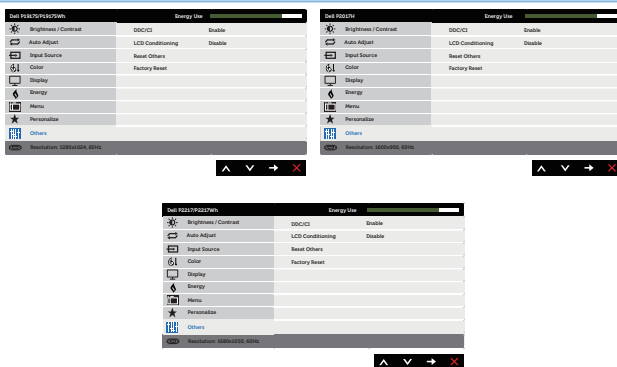 Dell P1917S/P1917SWh Energy Use
Brightness / Contrast DDC/CI Enable
Auto Adjust LCD Conditioning Disable
Input Source Reset Others
Color Factory Reset
Display
Energy
Menu
Personalize
Others
Resolution: 1280x1024, 60Hz
Dell P2017H Energy Use
Brightness / Contrast DDC/CI Enable
Auto Adjust LCD Conditioning Disable
Input Source Reset Others
Color Factory Reset
Display
Energy
Menu
Personalize
Others
Resolution: 1600x900, 60Hz
Dell P2217/P2217Wh Energy Use
Brightness / Contrast DDC/CI Enable
Auto Adjust LCD Conditioning Disable
Input Source Reset Others
Color Factory Reset
Display
Energy
Menu
Personalize
Others
Resolution: 1680x1050, 60Hz